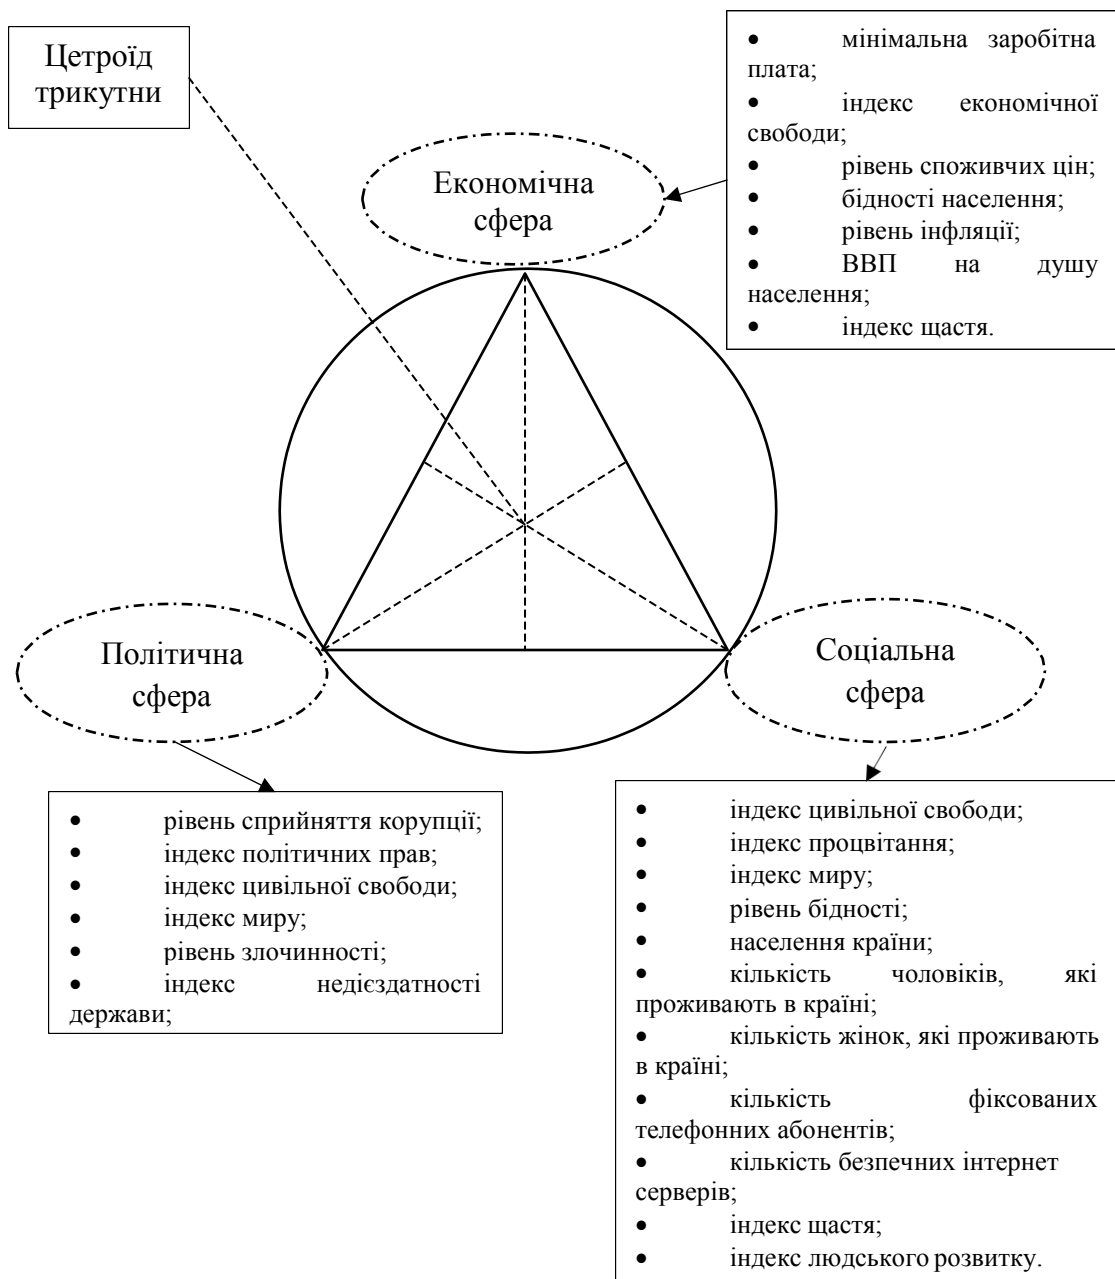 Цетроїд
трикутни
• мінімальна заробітна
плата;
• індекс економічної
свободи;
• рівень споживчих цін;
• бідності населення;
• рівень інфляції;
• ВВП на душу
населення;
• індекс щастя.
Економічна
сфера
Політична
сфера
Соціальна
сфера
• рівень сприйняття корупції;
• індекс політичних прав;
• індекс цивільної свободи;
• індекс миру;
• рівень злочинності;
• індекс недієздатності
держави;
• індекс цивільної свободи;
• індекс процвітання;
• індекс миру;
• рівень бідності;
• населення країни;
• кількість чоловіків, які
проживають в країні;
• кількість жінок, які проживають
в країні;
• кількість фіксованих
телефонних абонентів;
• кількість безпечних інтернет
серверів;
• індекс щастя;
• індекс людського розвитку.